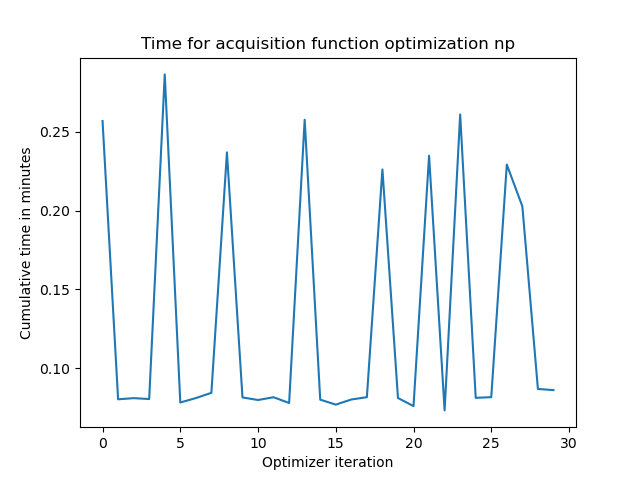 Time for acquisition function optimization np
Cumulative time in minutes
0.25
0.20
0.15
0.10
0 5 10 15 20 25 30
Optimizer iteration